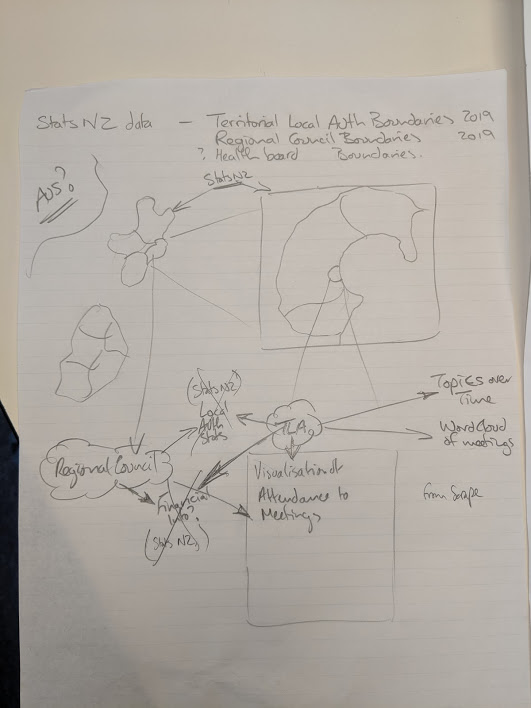 Stats NZ data — Territorial Local Auth Boundaries 2019
Regional Council Boundaries 2019
? Health board Boundaries.
AUS?
Stats NZ
Topics over
Time
(Stats NZ)
Local
Auth
Stats
TLA
Word Cloud
of meetings
Regional Council
Visualisation of
Attendance to
Meetings
Financial
Info?
(Stats NZ)
from Scrape